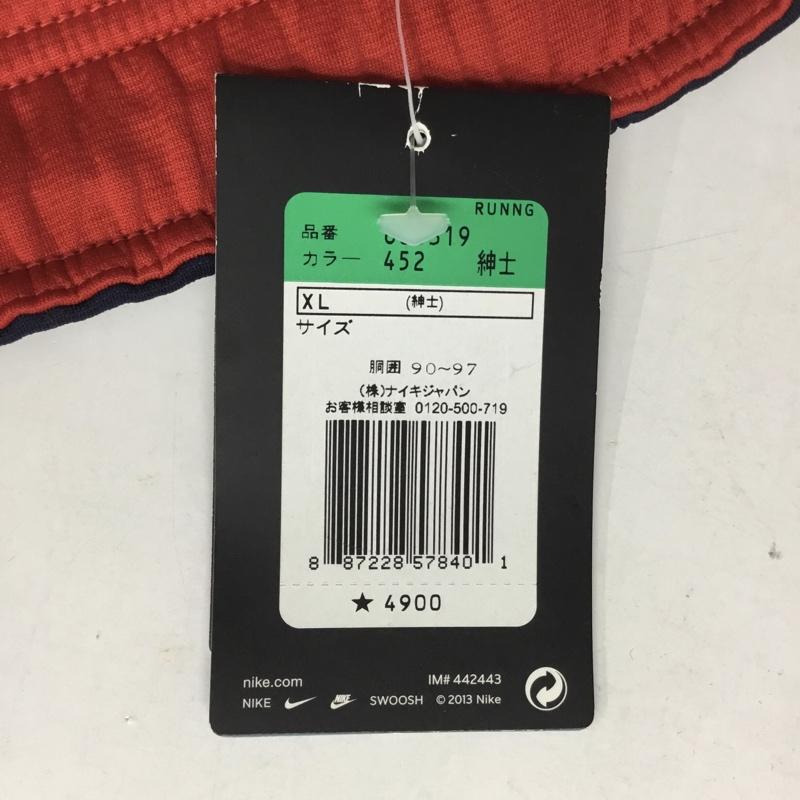 RUNNG
品番
カラー 452 紳士
XL (紳士)
サイズ
胴囲 90~97
(株)ナイキジャパン
お客様相談室 0120-500-719
8 87228 57840 1
★ 4900
nike.com IM# 442443
NIKE NIKE SWOOSH © 2013 Nike